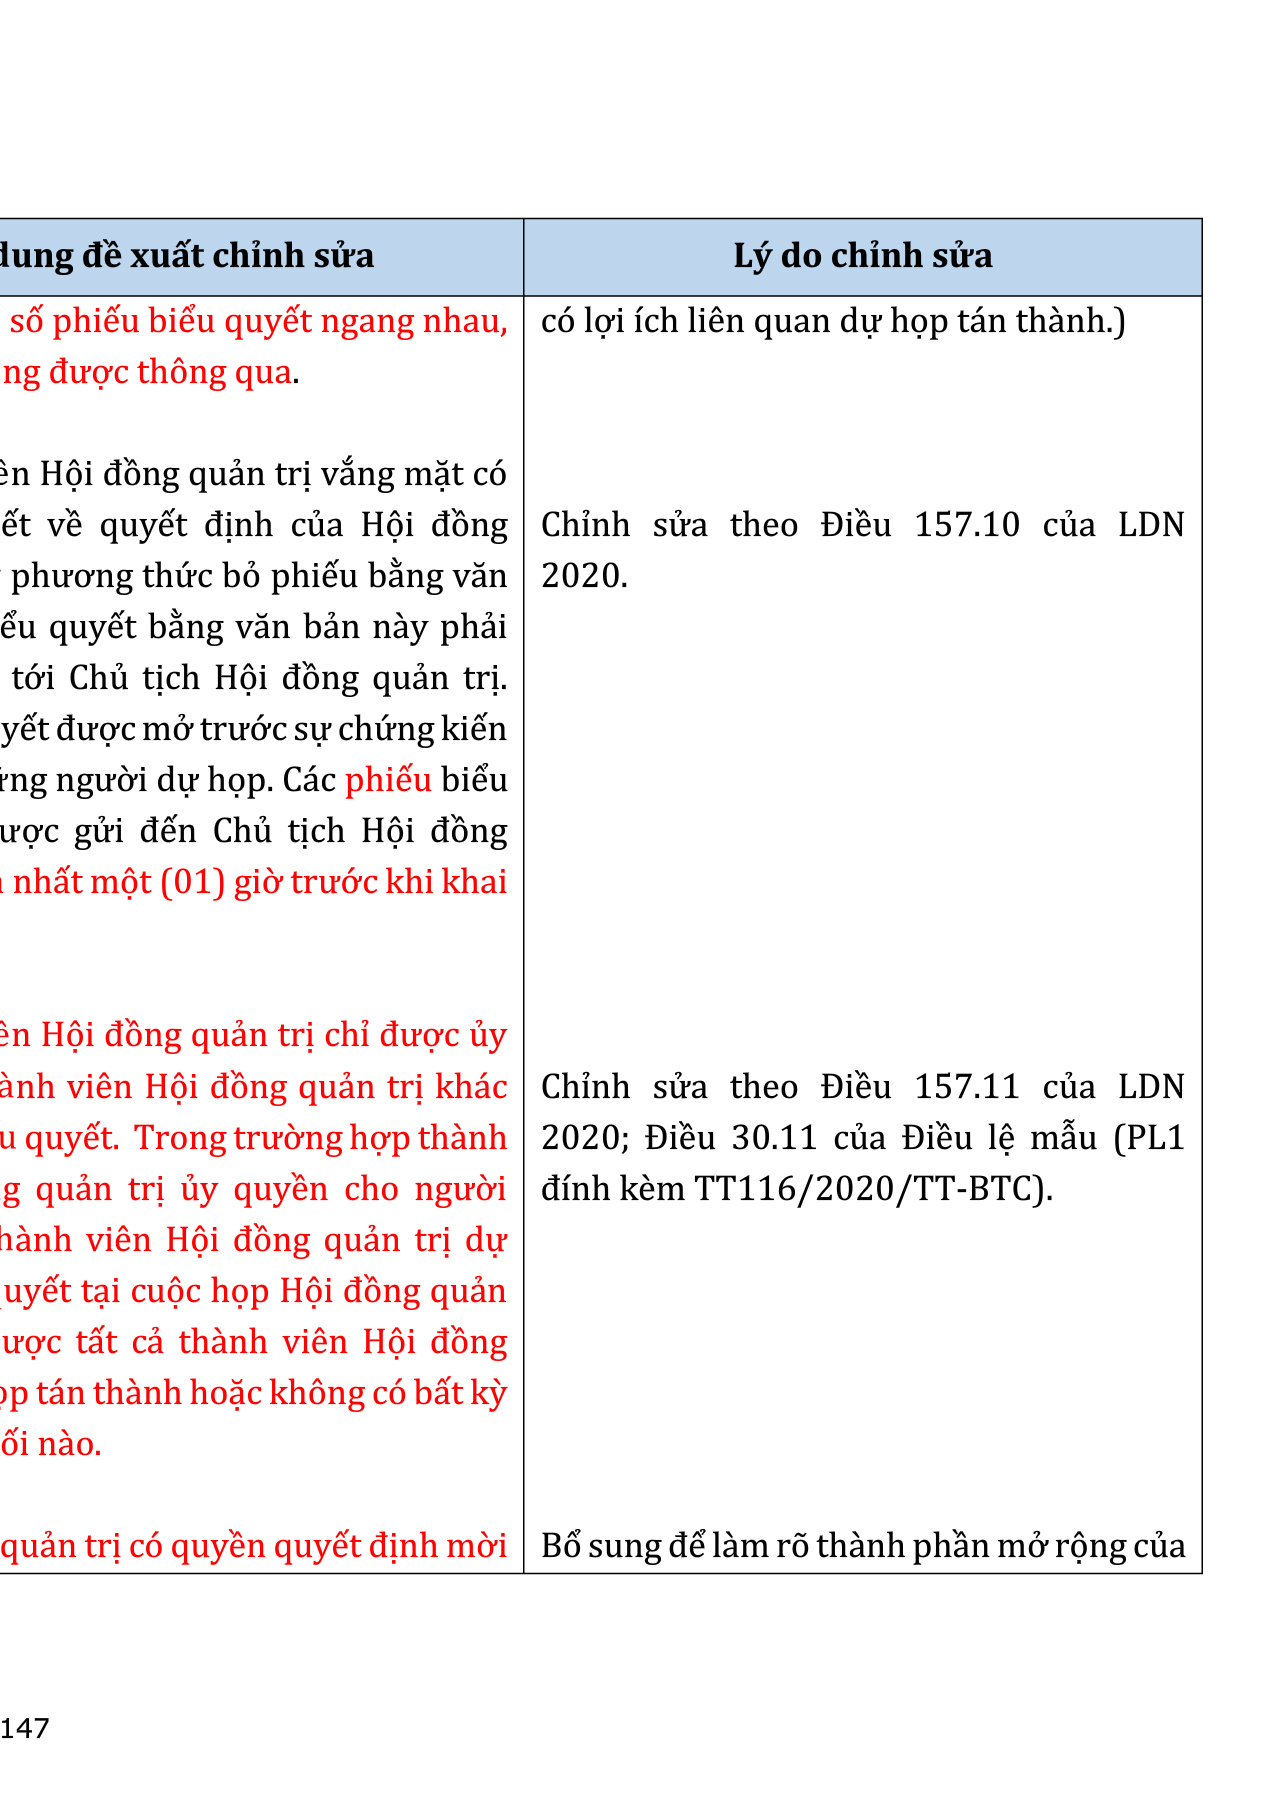 dung đề xuất chỉnh sửa
Lý do chỉnh sửa
số phiếu biểu quyết ngang nhau,
ng được thông qua.
ên Hội đồng quản trị vắng mặt có
ết về quyết định của Hội đồng
phương thức bỏ phiếu bằng văn
ểu quyết bằng văn bản này phải
tới Chủ tịch Hội đồng quản trị.
yết được mở trước sự chứng kiến
ững người dự họp. Các phiếu biểu
ược gửi đến Chủ tịch Hội đồng
nhất một (01) giờ trước khi khai
ên Hội đồng quản trị chỉ được ủy
ành viên Hội đồng quản trị khác
u quyết. Trong trường hợp thành
ng quản trị ủy quyền cho người
hành viên Hội đồng quản trị dự
quyết tại cuộc họp Hội đồng quản
ược tất cả thành viên Hội đồng
ọp tán thành hoặc không có bất kỳ
ối nào.
quản trị có quyền quyết định mời
có lợi ích liên quan dự họp tán thành.)
Chỉnh sửa theo Điều 157.10 của LDN
2020.
Chỉnh sửa theo Điều 157.11 của LDN
2020; Điều 30.11 của Điều lệ mẫu (PL1
đính kèm TT116/2020/TT-BTC).
Bổ sung để làm rõ thành phần mở rộng của
147